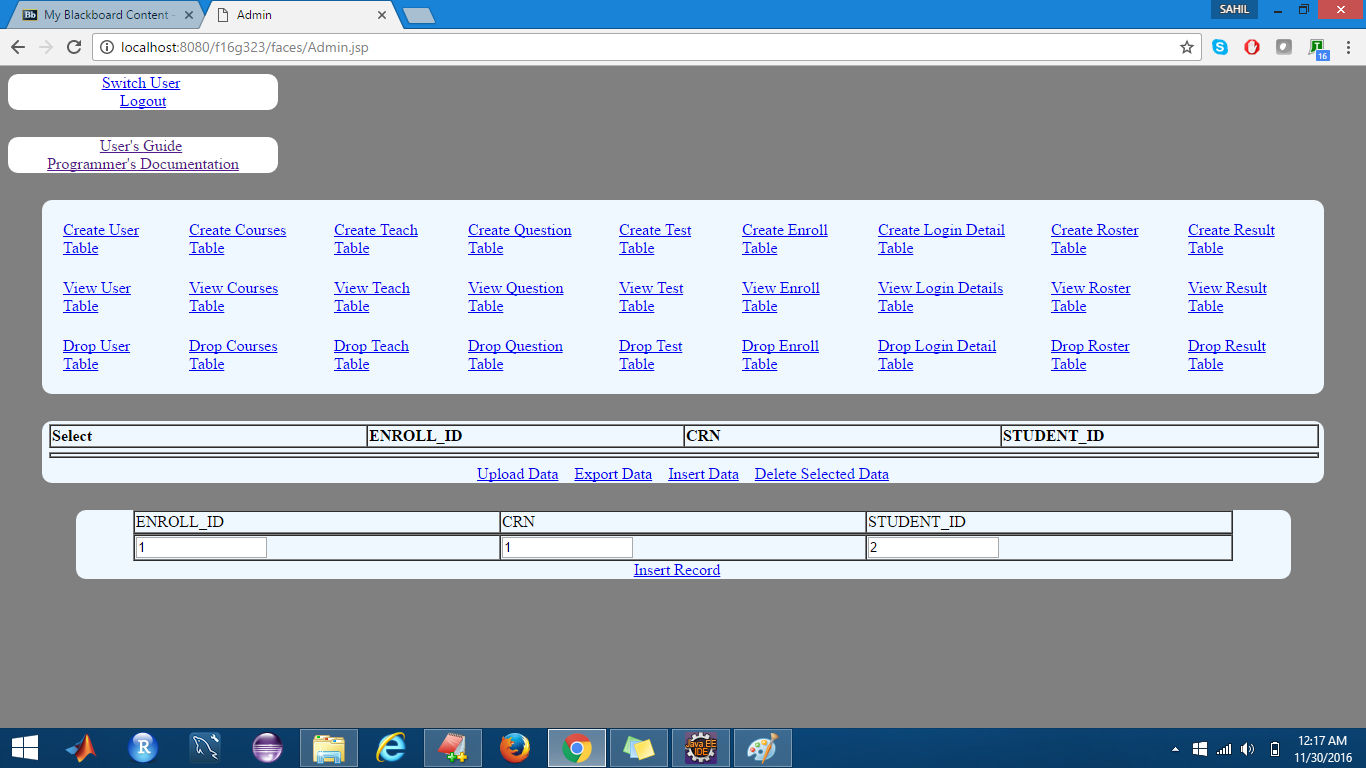 My Blackboard Content -
Admin
SAHIL
localhost:8080/f16g323/faces/Admin.jsp
16
Switch User
Logout
User's Guide
Programmer's Documentation
Create User Table
Create Courses Table
Create Teach Table
Create Question Table
Create Test Table
Create Enroll Table
Create Login Detail Table
Create Roster Table
Create Result Table
View User Table
View Courses Table
View Teach Table
View Question Table
View Test Table
View Enroll Table
View Login Details Table
View Roster Table
View Result Table
Drop User Table
Drop Courses Table
Drop Teach Table
Drop Question Table
Drop Test Table
Drop Enroll Table
Drop Login Detail Table
Drop Roster Table
Drop Result Table
Select ENROLL_ID CRN STUDENT_ID
Upload Data Export Data Insert Data Delete Selected Data
ENROLL_ID CRN STUDENT_ID
1 1 2
Insert Record
Java EE
IDE
12:17 AM
11/30/2016